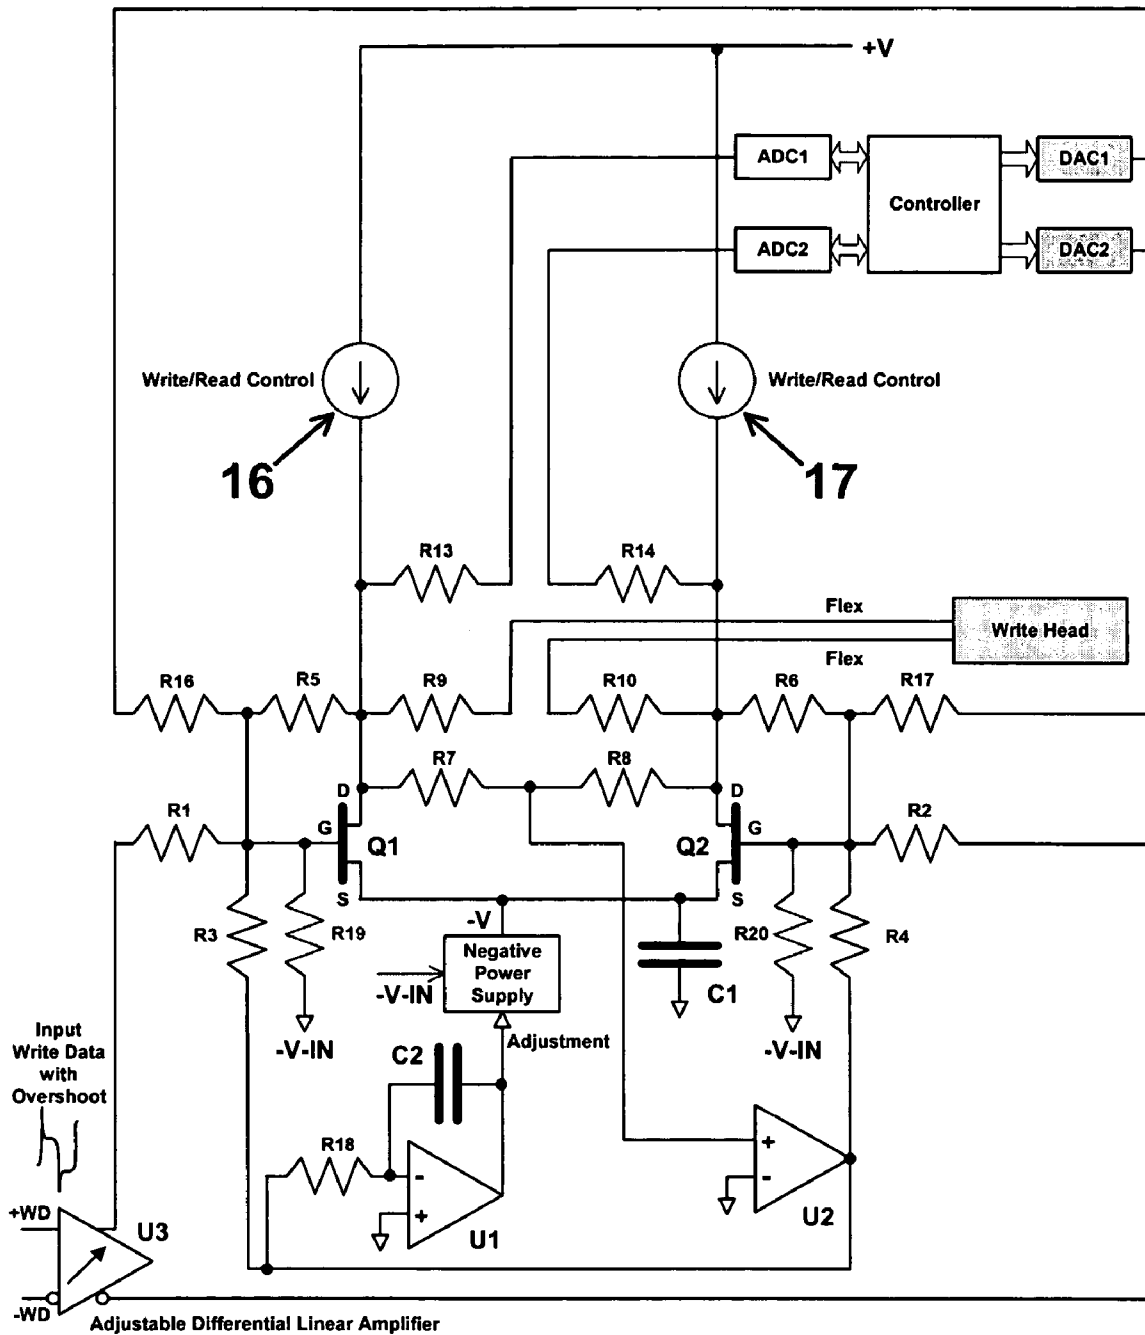 +V
ADC1
Controller
DAC1
ADC2
DAC2
Write/Read Control
Write/Read Control
16
17
R13
R14
Flex
Write Head
Flex
R16
R5
R9
R10
R6
R17
R7
R8
D
D
R1
G
Q1
Q2
G
R2
S
S
-V
R3
R19
R20
R4
Negative
Power
Supply
-V-IN
C1
-V-IN
-V-IN
Adjustment
C2
Input
Write Data
with
Overshoot
R18
-
+
U1
+
-
U2
+WD
U3
-WD
Adjustable Differential Linear Amplifier